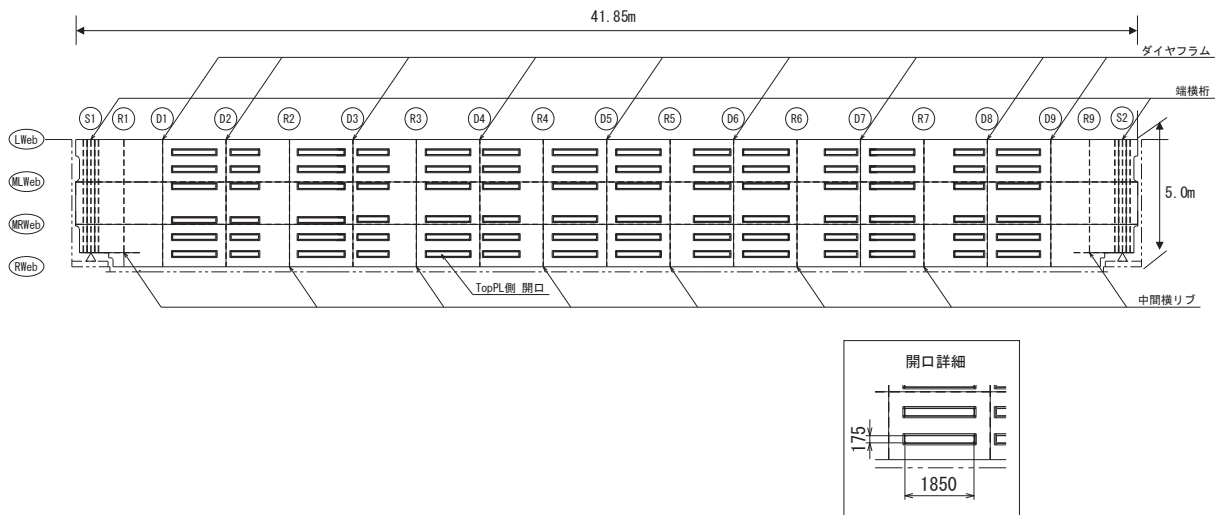 41.85m
ダイヤフラム
端横桁
S1 R1 D1 D2 R2 D3 R3 D4 R4 D5 R5 D6 R6 D7 R7 D8 D9 R9 S2
LWeb
MLWeb
5.0m
MRWeb
RWeb
TopPL側 開口
中間横リブ
開口詳細
175
1850